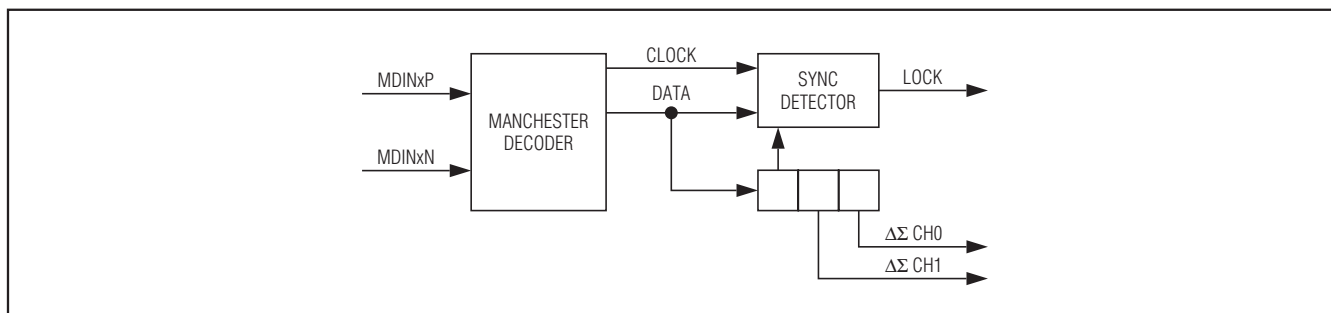 CLOCK
MDINxP
SYNC
DETECTOR
LOCK
DATA
MANCHESTER
DECODER
MDINxN
ΔΣ CH0
ΔΣ CH1